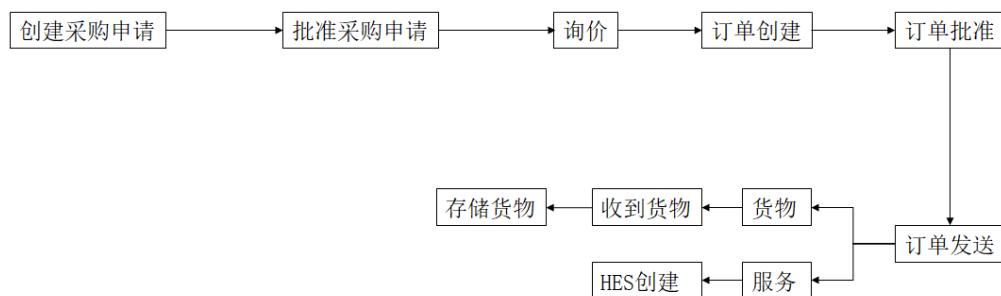 创建采购申请
批准采购申请
询价
订单创建
订单批准
存储货物
收到货物
货物
订单发送
HES创建
服务